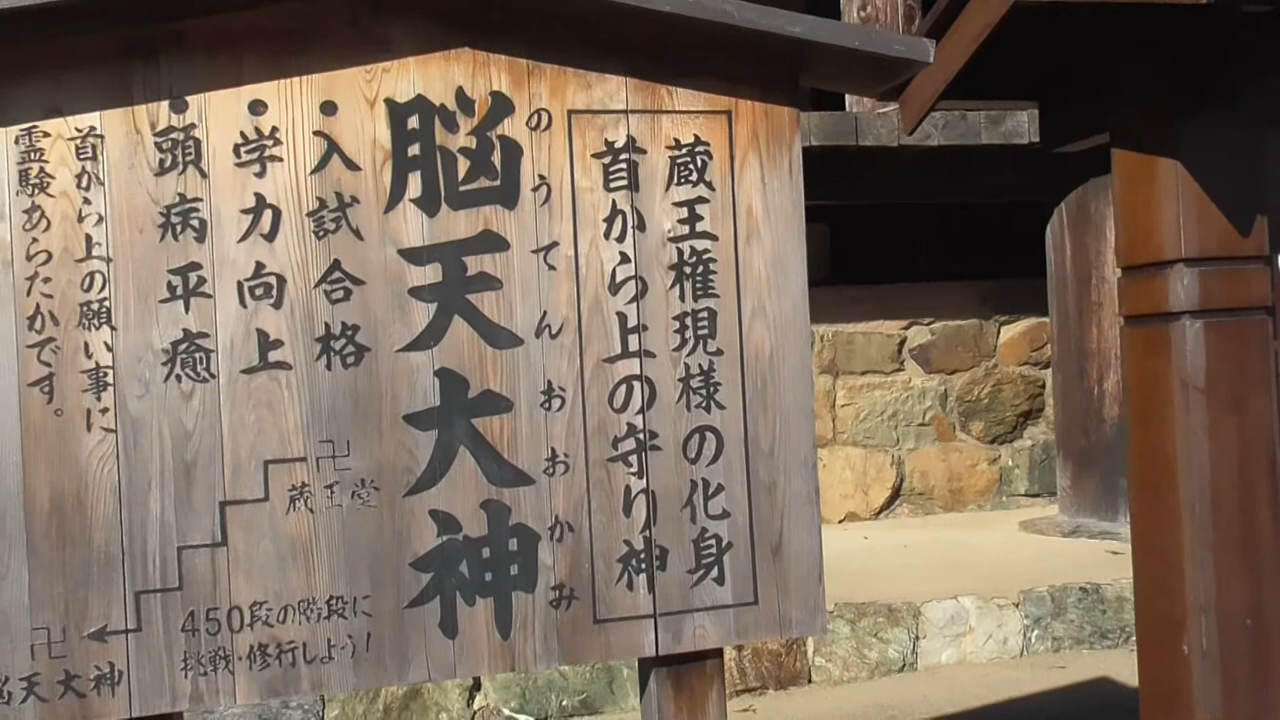 蔵王権現様の化身
首から上の守り神
のうてんおおかみ
脳天大神
・入試合格
・学力向上
・頭病平癒
首から上の願い事に
霊験あらたかです。
卍
蔵王堂
450段の階段に
挑戦・修行しよう!
卍
脳天大神